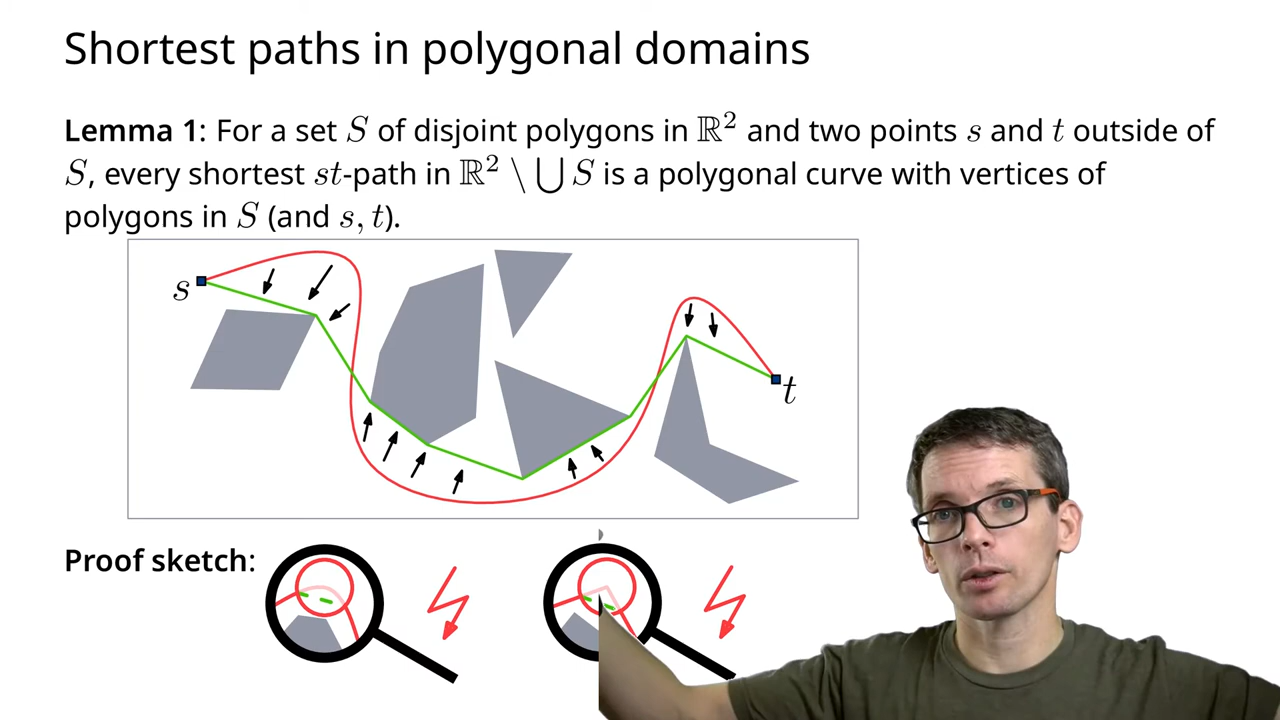 Shortest paths in polygonal domains
Lemma 1: For a set S of disjoint polygons in ℝ² and two points s and t outside of
S, every shortest st-path in ℝ² \ ⋃ S is a polygonal curve with vertices of
polygons in S (and s, t).
s
t
Proof sketch: